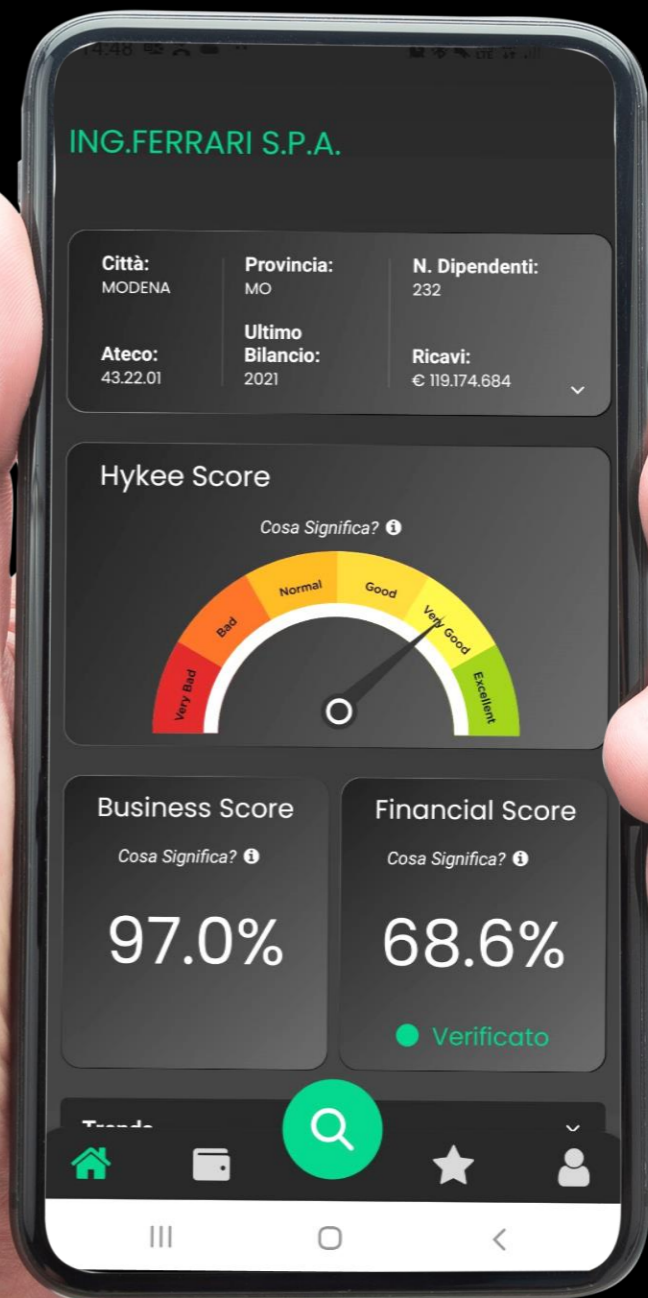 14:48
ING.FERRARI S.P.A.
Città:
MODENA
Provincia:
MO
N. Dipendenti:
232
Ateco:
43.22.01
Ultimo
Bilancio:
2021
Ricavi:
€ 119.174.684
Hykee Score
Cosa Significa?
Very Bad
Bad
Normal
Good
Very Good
Excellent
Business Score
Cosa Significa?
97.0%
Financial Score
Cosa Significa?
68.6%
Verificato